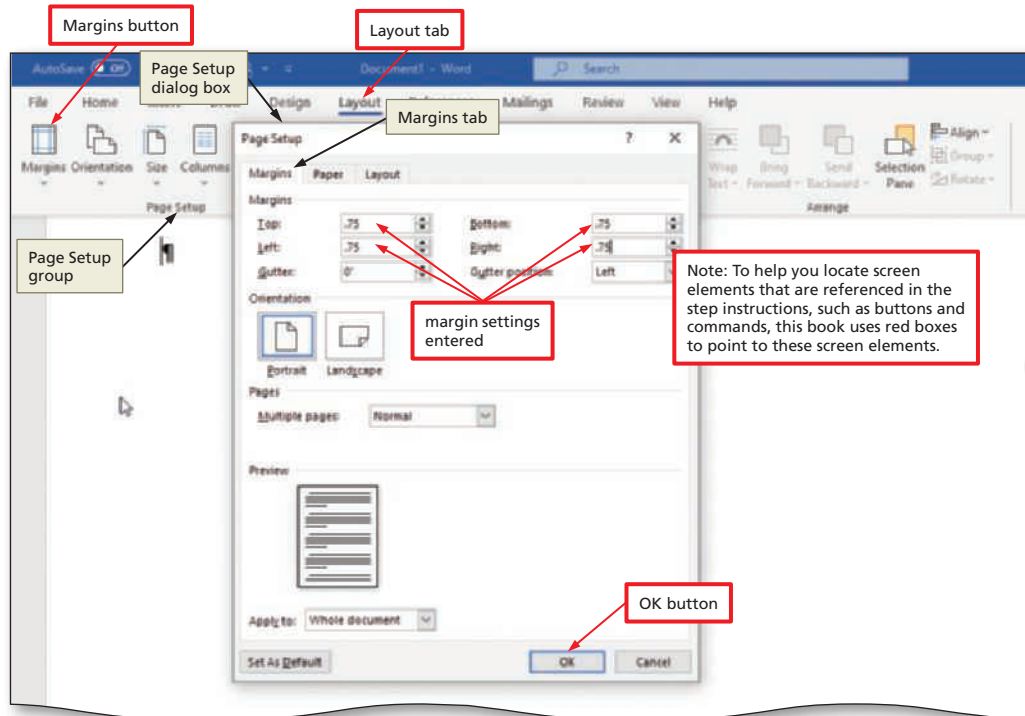 Margins button
Layout tab
AutoSave Off
Page Setup
dialog box
Document1 - Word
Search
File Home Design Layout Mailings Review View Help
Margins tab
Margins Orientation Size Columns
Page Setup
Page Setup
group
Page Setup ? X
Margins Paper Layout
Margins
Top: .75 Bottom: .75
Left: .75 Right: .75
Gutter: 0" Gutter position: Left
Orientation
Portrait Landscape
margin settings
entered
Pages
Multiple pages: Normal
Preview
Apply to: Whole document
Set As Default OK Cancel
OK button
Wrap Text Bring Forward Send Backward Selection Pane
Align
Group
Rotate
Arrange
Note: To help you locate screen
elements that are referenced in the
step instructions, such as buttons and
commands, this book uses red boxes
to point to these screen elements.